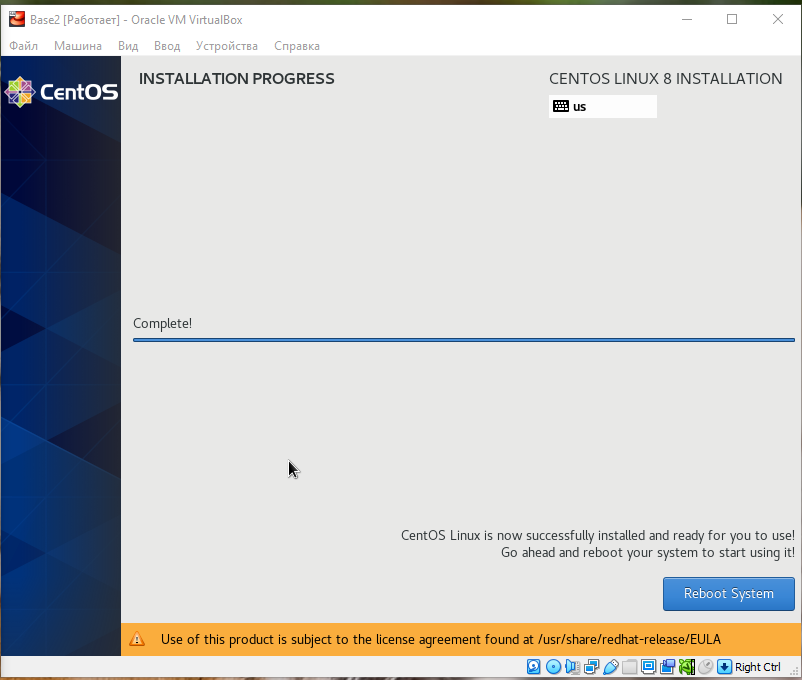 Base2 [Работает] - Oracle VM VirtualBox
Файл Машина Вид Ввод Устройства Справка
CentOS
INSTALLATION PROGRESS
CENTOS LINUX 8 INSTALLATION
us
Complete!
CentOS Linux is now successfully installed and ready for you to use!
Go ahead and reboot your system to start using it!
Reboot System
Use of this product is subject to the license agreement found at /usr/share/redhat-release/EULA
Right Ctrl